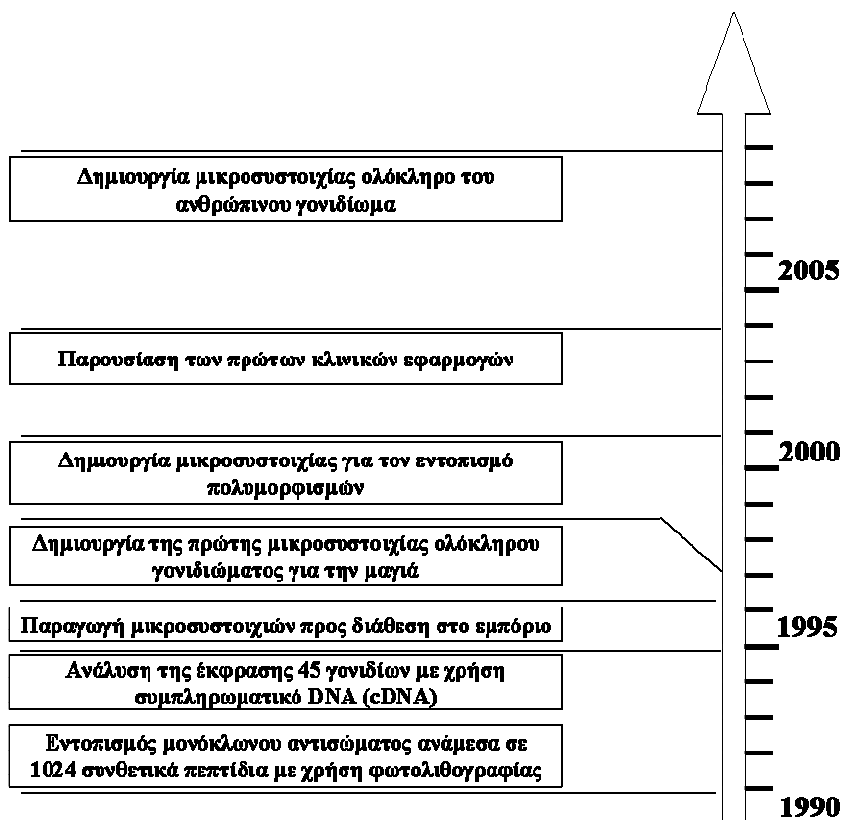 Δημιουργία μικροσυστοιχίας ολόκληρο του
ανθρώπινου γονιδίωμα
2005
Παρουσίαση των πρώτων κλινικών εφαρμογών
2000
Δημιουργία μικροσυστοιχίας για τον εντοπισμό
πολυμορφισμών
Δημιουργία της πρώτης μικροσυστοιχίας ολόκληρου
γονιδιώματος για την μαγιά
Παραγωγή μικροσυστοιχιών προς διάθεση στο εμπόριο
1995
Ανάλυση της έκφρασης 45 γονιδίων με χρήση
συμπληρωματικό DNA (cDNA)
Εντοπισμός μονόκλωνου αντισώματος ανάμεσα σε
1024 συνθετικά πεπτίδια με χρήση φωτολιθογραφίας
1990